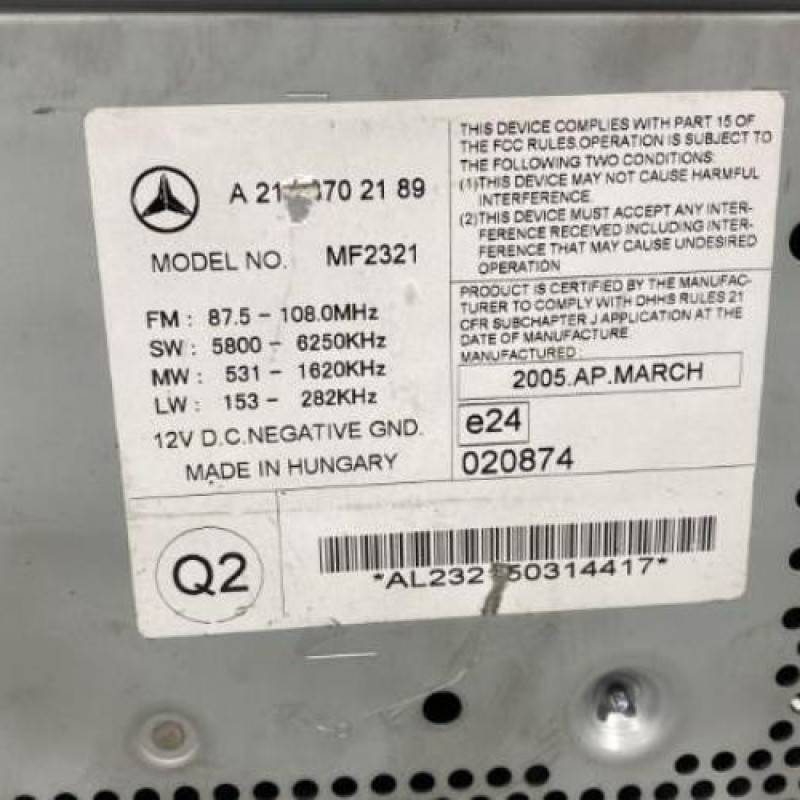 2189
MODEL NO. MF2321
FM : 87.5 - 108.0MHz
SW : 5800 - 6250KHz
MW : 531 - 1620KHz
LW : 153 - 282KHz
12V D.C.NEGATIVE GND.
MADE IN HUNGARY
THIS DEVICE COMPLIES WITH PART 15 OF
THE FCC RULES.OPERATION IS SUBJECT TO
THE FOLLOWING TWO CONDITIONS:
(1)THIS DEVICE MAY NOT CAUSE HARMFUL
INTERFERENCE.
(2)THIS DEVICE MUST ACCEPT ANY INTER-
FERENCE RECEIVED INCLUDING INTER-
FERENCE THAT MAY CAUSE UNDESIRED
OPERATION
PRODUCT IS CERTIFIED BY THE MANUFAC-
TURER TO COMPLY WITH DHHS RULES 21
CFR SUBCHAPTER J APPLICATION AT THE
DATE OF MANUFACTURE.
MANUFACTURED :
2005.AP.MARCH
e24
020874
Q2